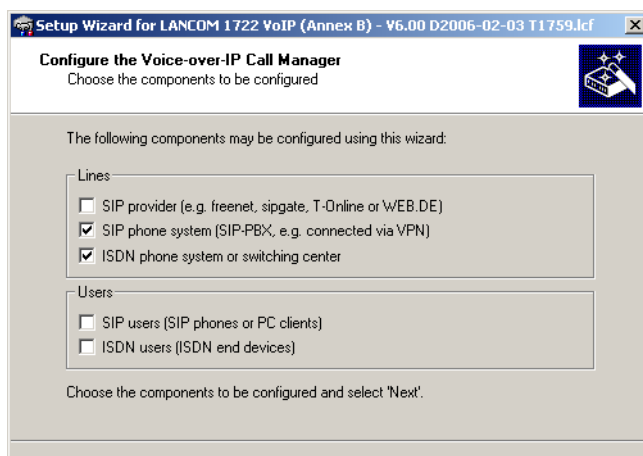 Setup Wizard for LANCOM 1722 VoIP (Annex B) - V6.00 D2006-02-03 T1759.lcf
Configure the Voice-over-IP Call Manager
Choose the components to be configured
The following components may be configured using this wizard:
Lines
SIP provider (e.g. freenet, sipgate, T-Online or WEB.DE)
SIP phone system (SIP-PBX, e.g. connected via VPN)
ISDN phone system or switching center
Users
SIP users (SIP phones or PC clients)
ISDN users (ISDN end devices)
Choose the components to be configured and select 'Next'.